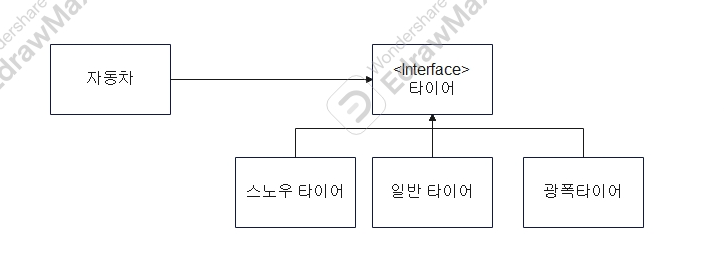 Wondershare
EdrawMax
Wondershare
EdrawMax
자동차
<Interface>
타이어
스노우 타이어
일반 타이어
광폭타이어